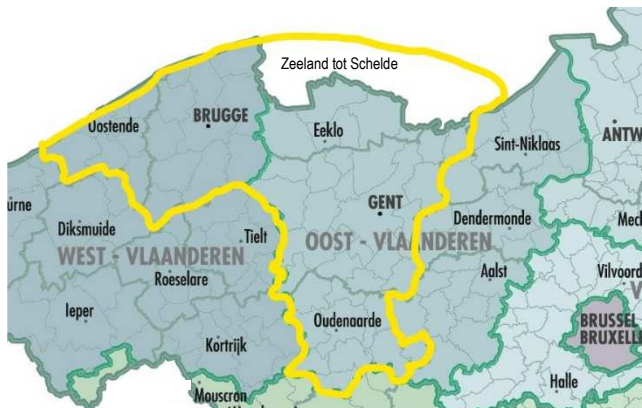 Zeeland tot Schelde
Oostende
BRUGGE
Eeklo
Sint-Niklaas
ANTW
urne
Diksmuide
GENT
Dendermonde
Mech
WEST - VLAANDEREN
Tielt
OOST - VLAANDEREN
Roeselare
Aalst
Vilvoord
V
Ieper
Oudenaarde
BRUSSEL
BRUXELLE
Kortrijk
Halle
Mouscron